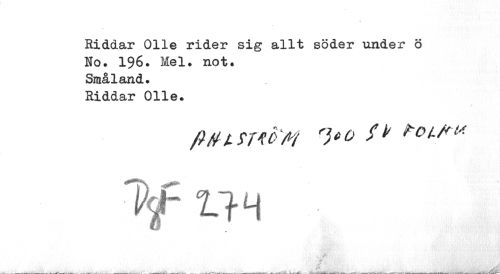 Riddar Olle rider sig allt söder under ö
No. 196. Mel. not.
Småland.
Riddar Olle.
AHLSTRÖM 300 SV FOLKV
DgF 274